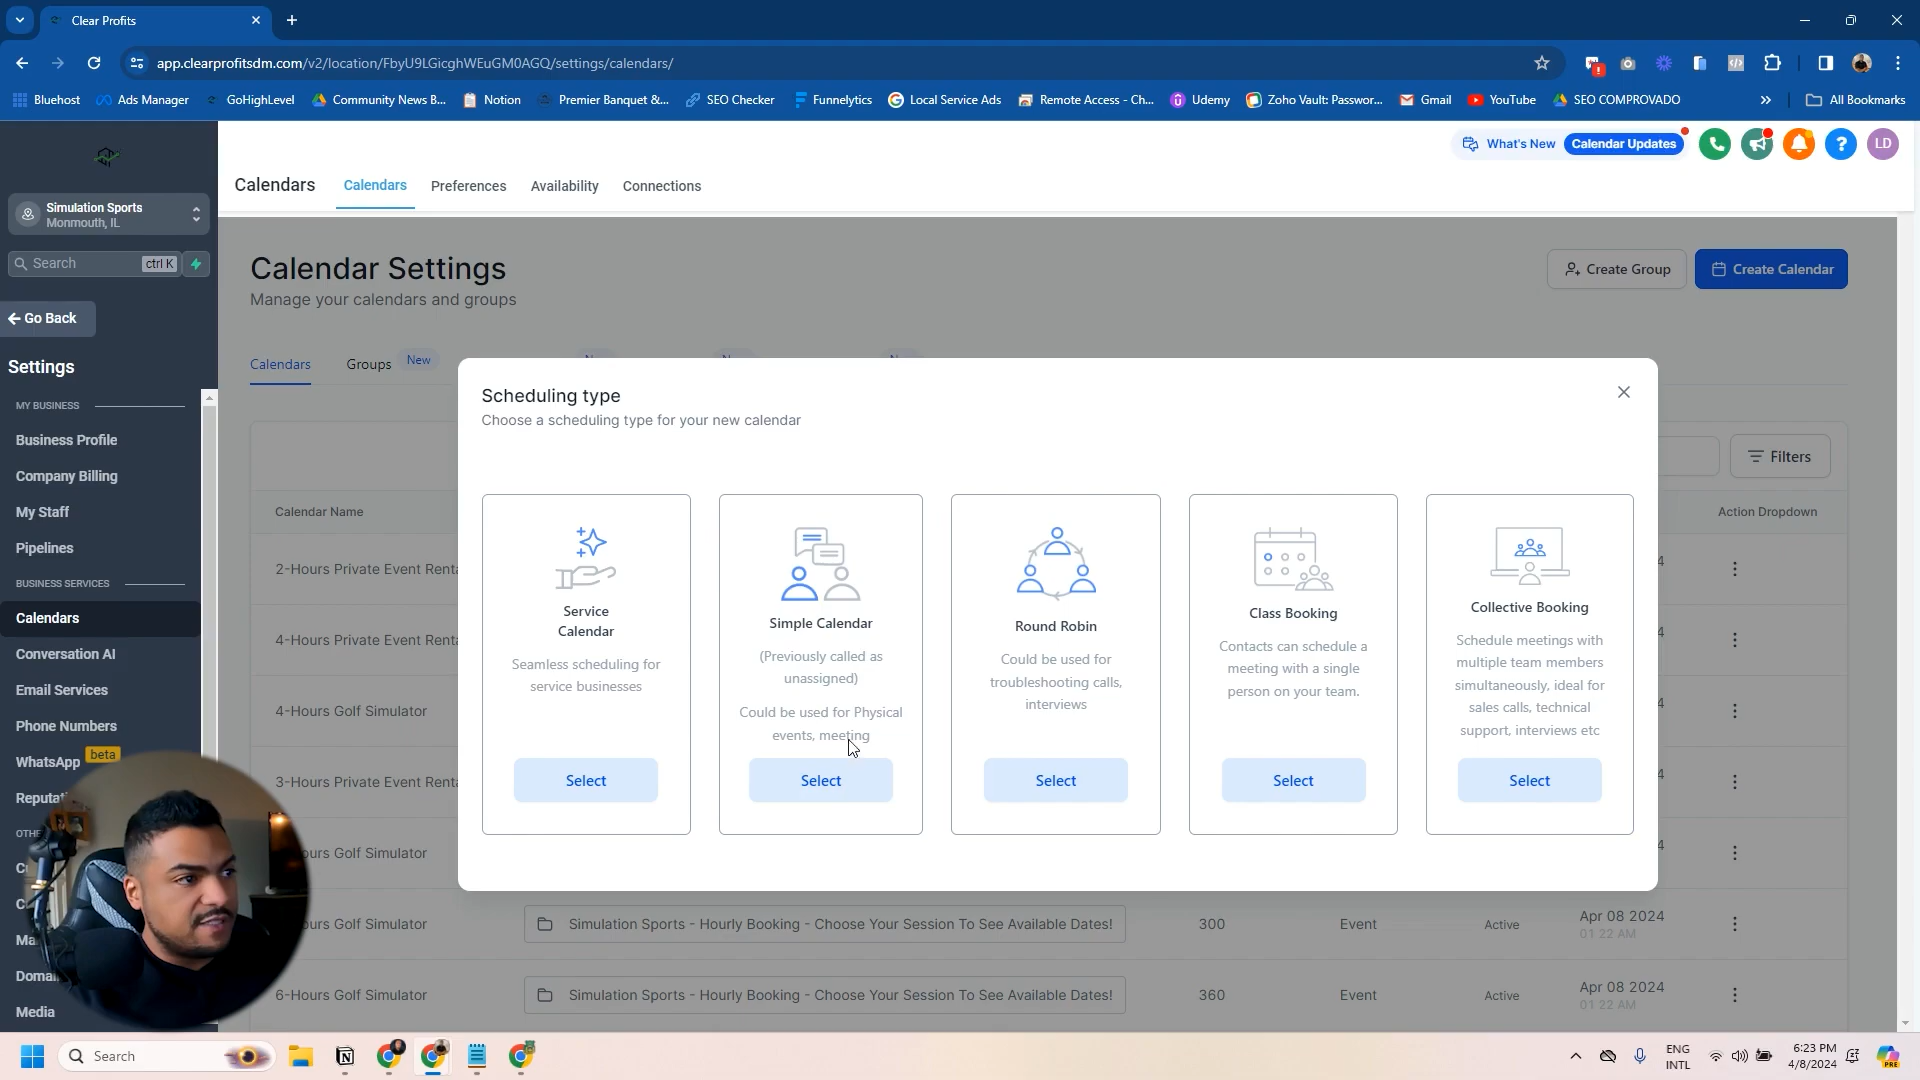 Clear Profits
app.clearprofitsdm.com/v2/location/FbyU9LGicghWEuGM0AGQ/settings/calendars/
Bluehost
Ads Manager
GoHighLevel
Community News B...
Notion
Premier Banquet &...
SEO Checker
Funnelytics
Local Service Ads
Remote Access - Ch...
Udemy
Zoho Vault: Passwor...
Gmail
YouTube
SEO COMPROVADO
All Bookmarks
What's New
Calendar Updates
LD
Calendars
Calendars
Preferences
Availability
Connections
Simulation Sports
Monmouth, IL
Search
ctrl K
Go Back
Settings
MY BUSINESS
Business Profile
Company Billing
My Staff
Pipelines
BUSINESS SERVICES
Calendars
Conversation AI
Email Services
Phone Numbers
WhatsApp
beta
Media
Calendar Settings
Manage your calendars and groups
Create Group
Create Calendar
Calendars
Groups
New
Filters
Calendar Name
Action Dropdown
2-Hours Private Event Renta
4-Hours Private Event Renta
4-Hours Golf Simulator
3-Hours Private Event Renta
ours Golf Simulator
ours Golf Simulator
Simulation Sports - Hourly Booking - Choose Your Session To See Available Dates!
300
Event
Active
Apr 08 2024
01 22 AM
6-Hours Golf Simulator
Simulation Sports - Hourly Booking - Choose Your Session To See Available Dates!
360
Event
Active
Apr 08 2024
01 22 AM
Scheduling type
Choose a scheduling type for your new calendar
Service
Calendar
Seamless scheduling for
service businesses
Select
Simple Calendar
(Previously called as
unassigned)
Could be used for Physical
events, meeting
Select
Round Robin
Could be used for
troubleshooting calls,
interviews
Select
Class Booking
Contacts can schedule a
meeting with a single
person on your team.
Select
Collective Booking
Schedule meetings with
multiple team members
simultaneously, ideal for
sales calls, technical
support, interviews etc
Select
Search
ENG
INTL
6:23 PM
4/8/2024